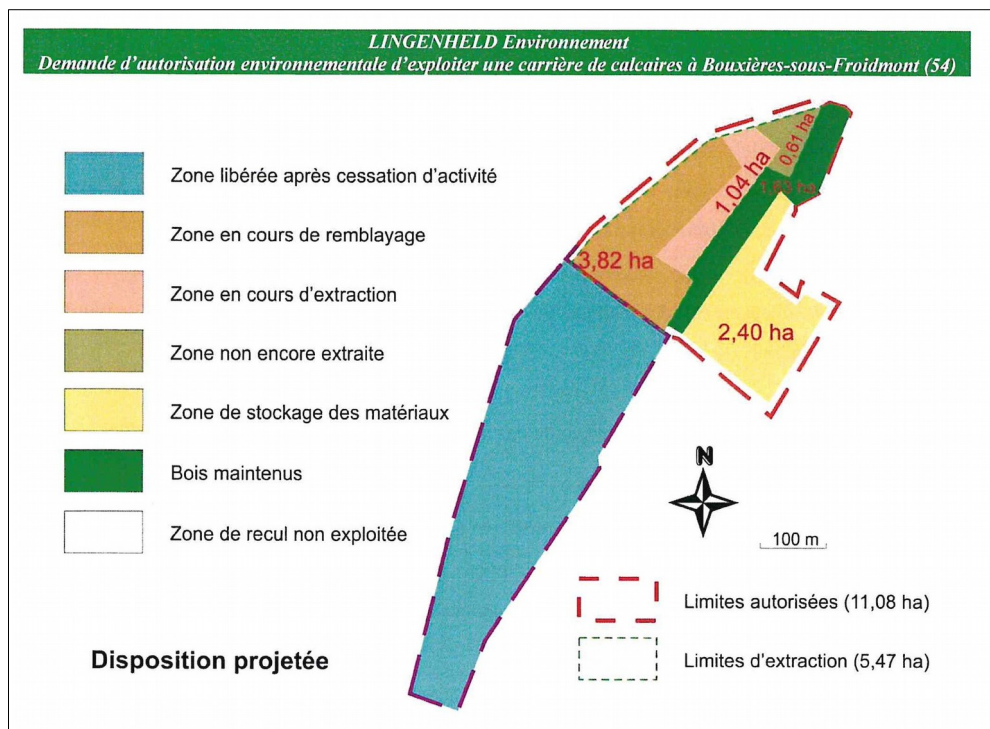 LINGENHELD Environnement
Demande d'autorisation environnementale d'exploiter une carrière de calcaires à Bouxières-sous-Froidmont (54)
Zone libérée après cessation d'activité
Zone en cours de remblayage
Zone en cours d'extraction
Zone non encore extraite
Zone de stockage des matériaux
Bois maintenus
Zone de recul non exploitée
0,61 ha
1,04 ha
1,63 ha
3,82 ha
2,40 ha
N
100 m
Limites autorisées (11,08 ha)
Limites d'extraction (5,47 ha)
Disposition projetée